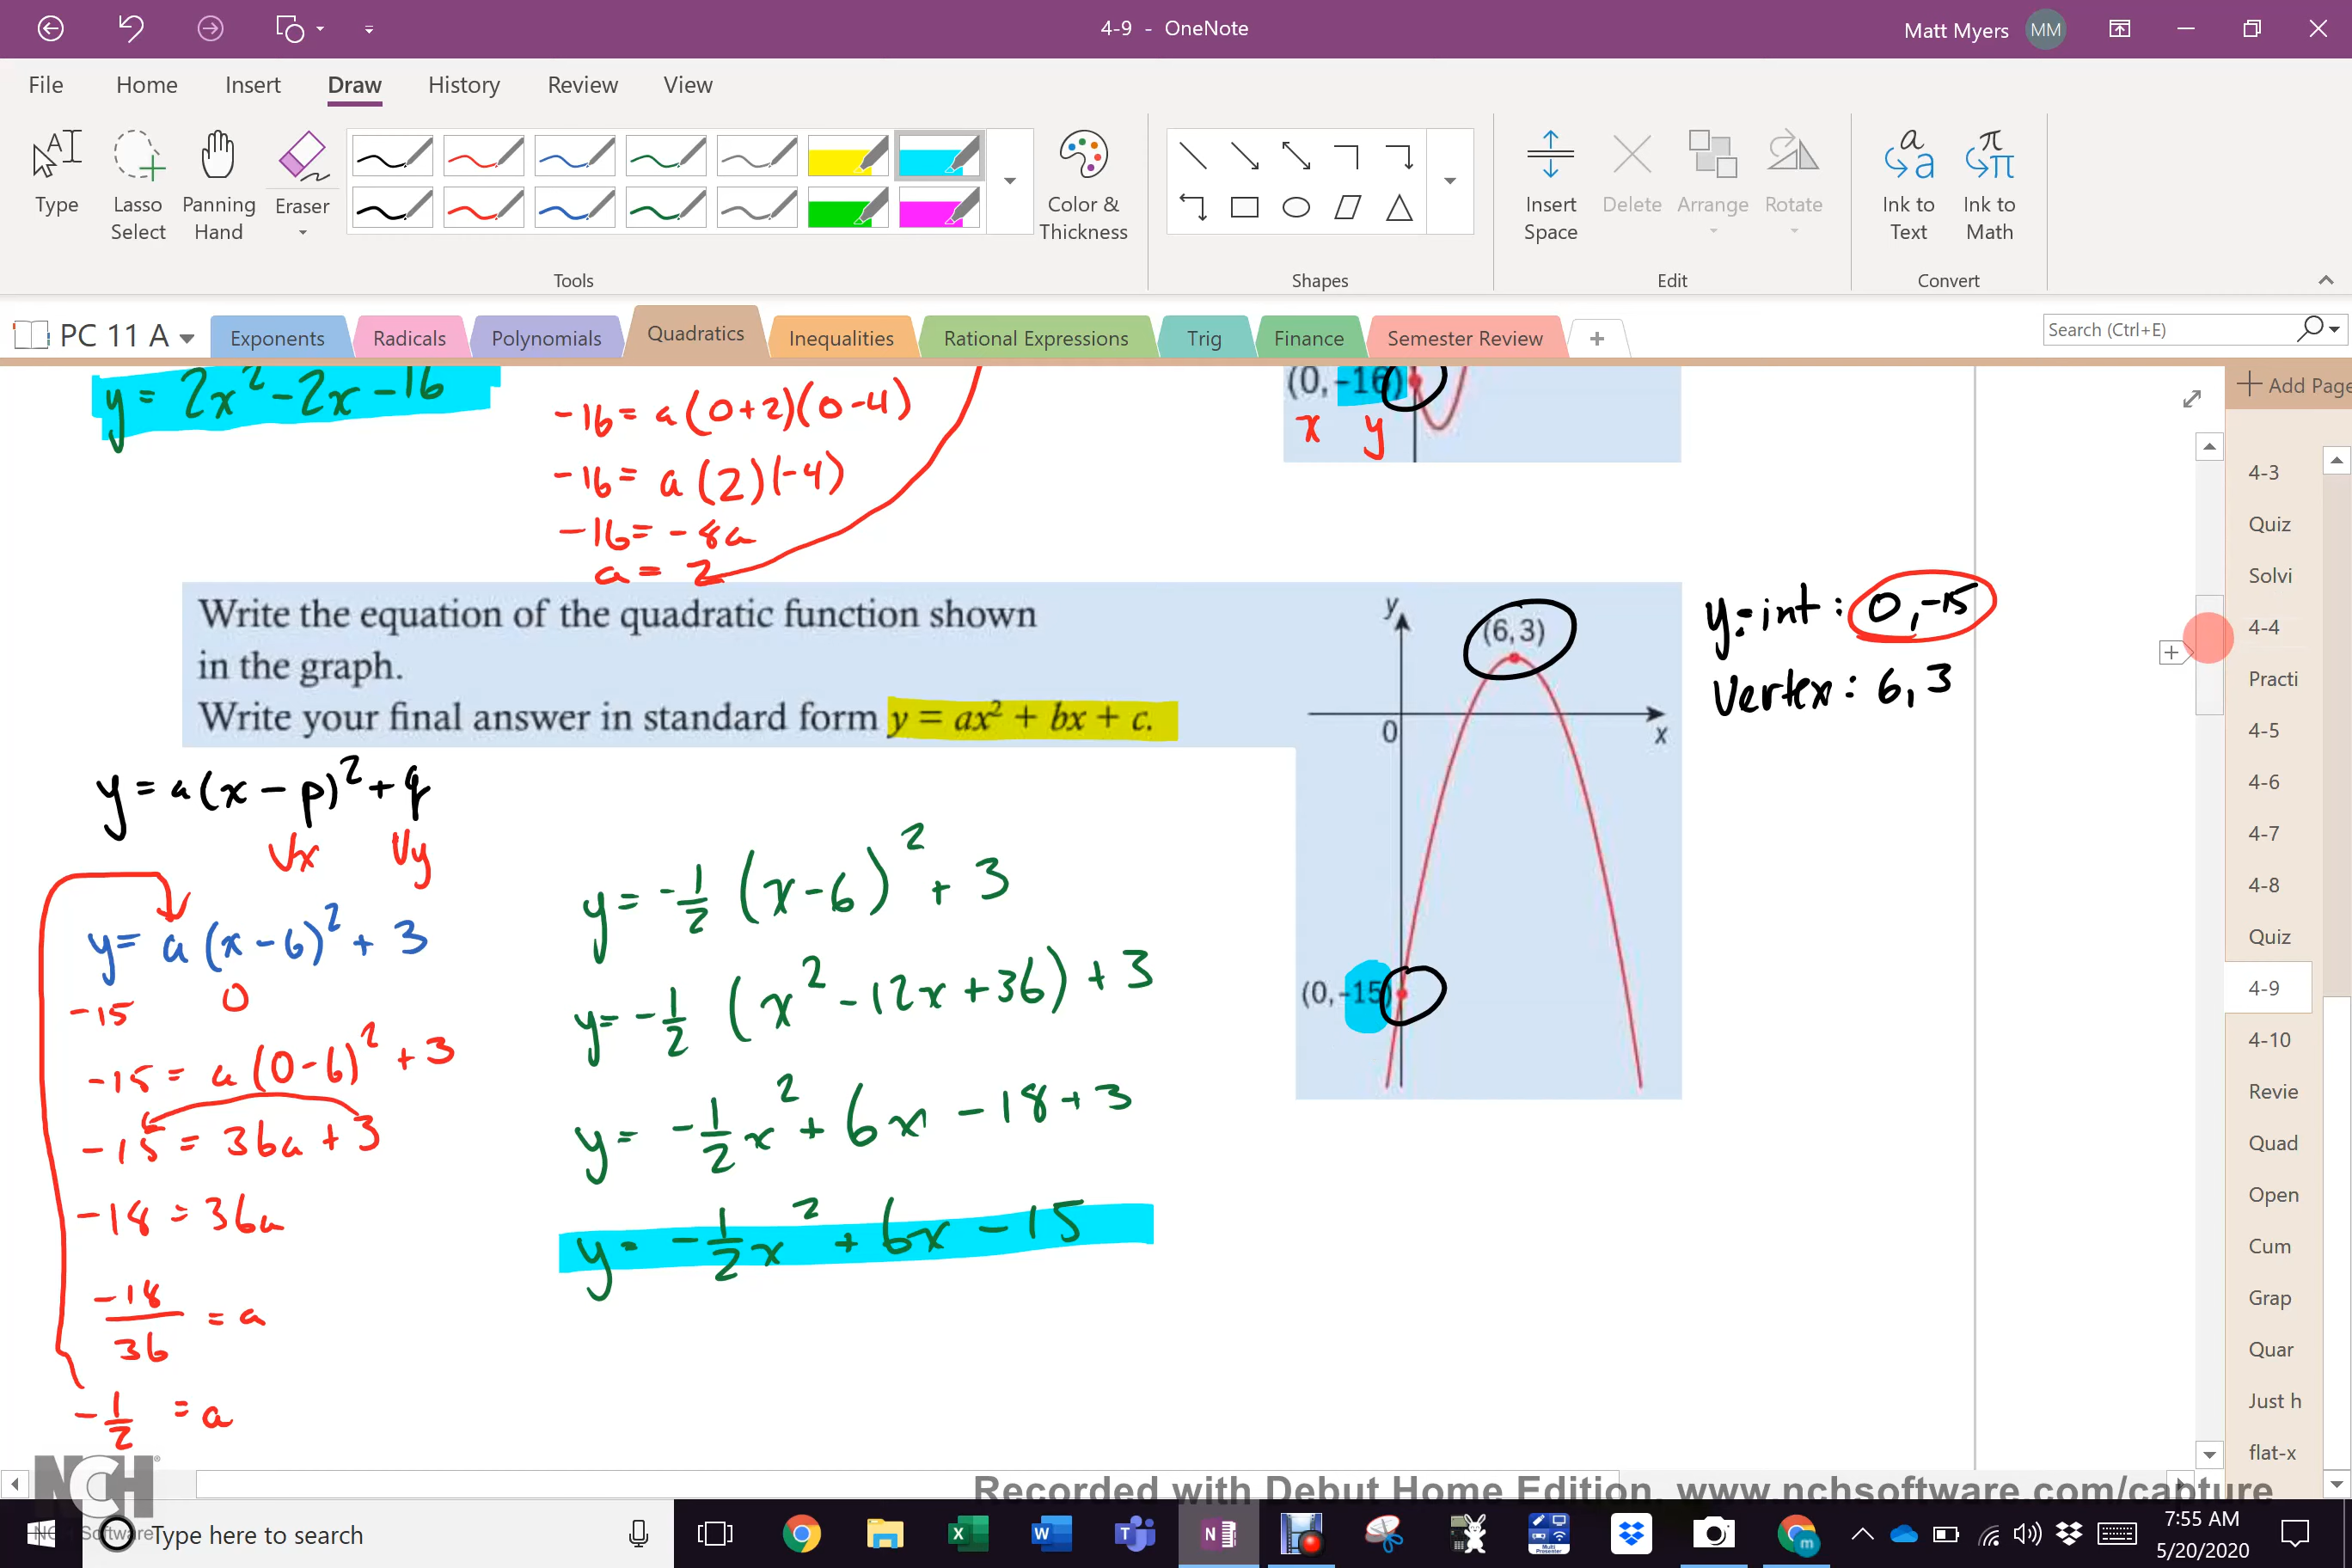 4-9 - OneNote
Matt Myers MM
File Home Insert Draw History Review View
Type
Lasso Select
Panning Hand
Eraser
Color & Thickness
Insert Space
Delete
Arrange
Rotate
Ink to Text
Ink to Math
Tools
Shapes
Edit
Convert
PC 11 A
Exponents
Radicals
Polynomials
Quadratics
Inequalities
Rational Expressions
Trig
Finance
Semester Review
Search (Ctrl+E)
Add Page
y = 2x² - 2x - 16
-16 = a(0+2)(0-4)
-16 = a(2)(-4)
-16 = -8a
a = 2
(0, -16)
x y
Write the equation of the quadratic function shown
in the graph.
Write your final answer in standard form y = ax² + bx + c.
y
(6, 3)
0
x
(0, -15)
y-int : 0, -15
Vertex : 6, 3
y = a(x - p)² + q
Vx Vy
y = a(x-6)² + 3
-15 0
-15 = a(0-6)² + 3
-15 = 36a + 3
-18 = 36a
-18/36 = a
-1/2 = a
y = -1/2 (x-6)² + 3
y = -1/2 (x² - 12x + 36) + 3
y = -1/2x² + 6x - 18 + 3
y = -1/2x² + 6x - 15
4-3
Quiz
Solvi
4-4
Practi
4-5
4-6
4-7
4-8
Quiz
4-9
4-10
Revie
Quad
Open
Cum
Grap
Quar
Just h
flat-x
NCH
NCH Software
Recorded with Debut Home Edition. www.nchsoftware.com/capture
Type here to search
7:55 AM
5/20/2020